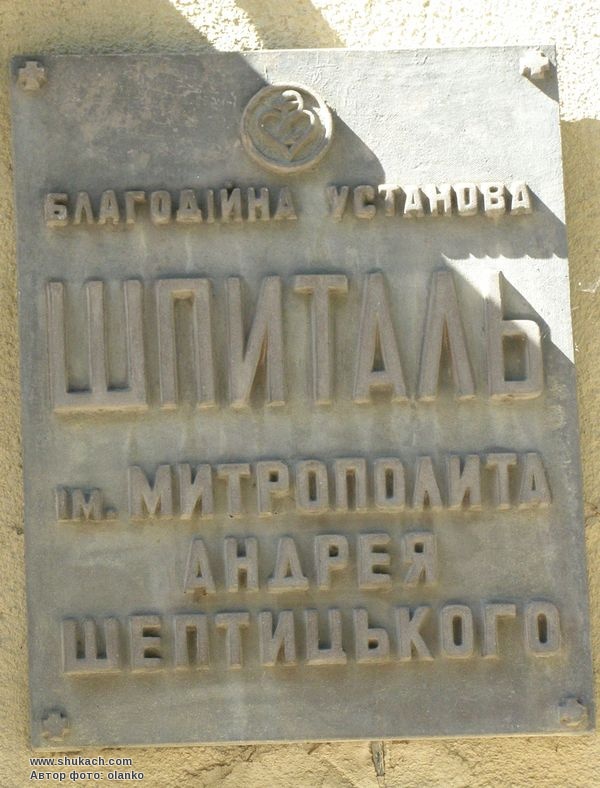 БЛАГОДІЙНА УСТАНОВА
ШПИТАЛЬ
ім. МИТРОПОЛИТА
АНДРЕЯ
ШЕПТИЦЬКОГО
www.shukach.com
Автор фото: olanko